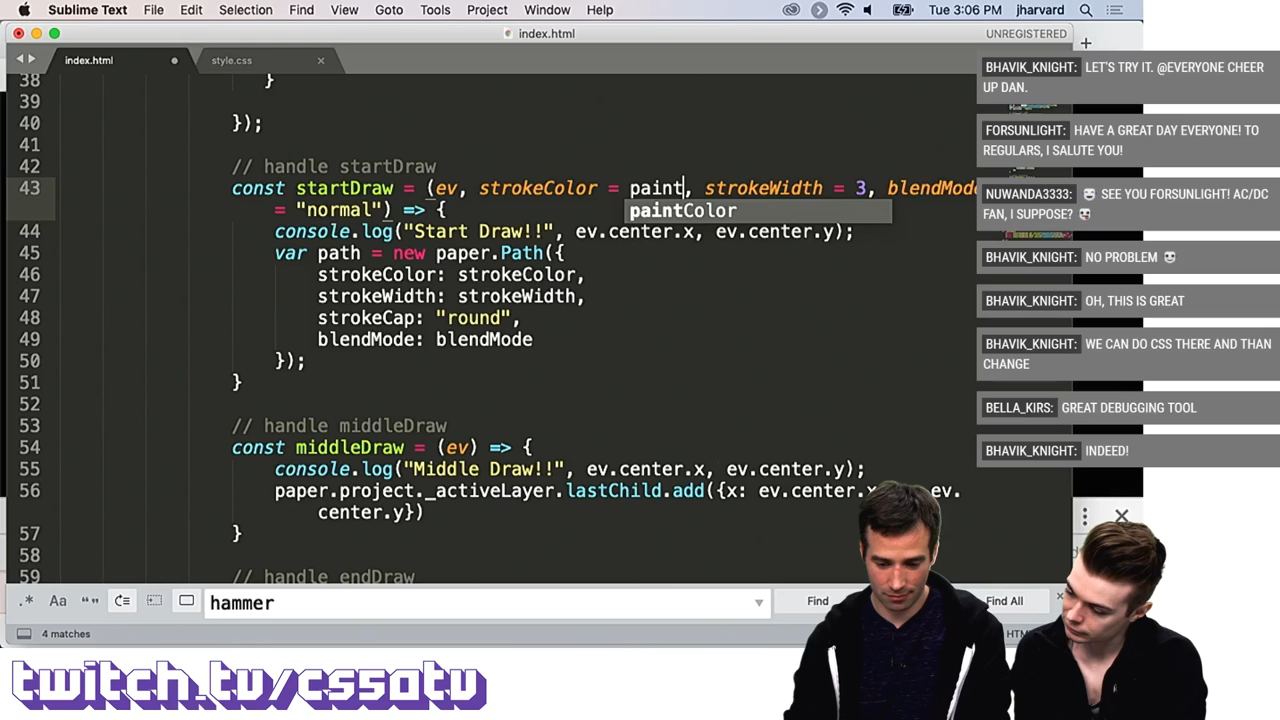 Sublime Text File Edit Selection Find View Goto Tools Project Window Help Tue 3:06 PM jharvard
index.html UNREGISTERED
index.html style.css
38 }
39
40 });
41
42 // handle startDraw
43 const startDraw = (ev, strokeColor = paint, strokeWidth = 3, blendMode
= "normal") => {
paintColor
44 console.log("Start Draw!!", ev.center.x, ev.center.y);
45 var path = new paper.Path({
46 strokeColor: strokeColor,
47 strokeWidth: strokeWidth,
48 strokeCap: "round",
49 blendMode: blendMode
50 });
51 }
52
53 // handle middleDraw
54 const middleDraw = (ev) => {
55 console.log("Middle Draw!!", ev.center.x, ev.center.y);
56 paper.project._activeLayer.lastChild.add({x: ev.center.x ev.
center.y})
57 }
58
59 // handle endDraw
.* Aa “” hammer Find Find All
4 matches
BHAVIK_KNIGHT: LET'S TRY IT. @EVERYONE CHEER
UP DAN.
FORSUNLIGHT: HAVE A GREAT DAY EVERYONE! TO
REGULARS, I SALUTE YOU!
NUWANDA3333: SEE YOU FORSUNLIGHT! AC/DC
FAN, I SUPPOSE?
BHAVIK_KNIGHT: NO PROBLEM
BHAVIK_KNIGHT: OH, THIS IS GREAT
BHAVIK_KNIGHT: WE CAN DO CSS THERE AND THAN
CHANGE
BELLA_KIRS: GREAT DEBUGGING TOOL
BHAVIK_KNIGHT: INDEED!
twitch.tv/cs50tv